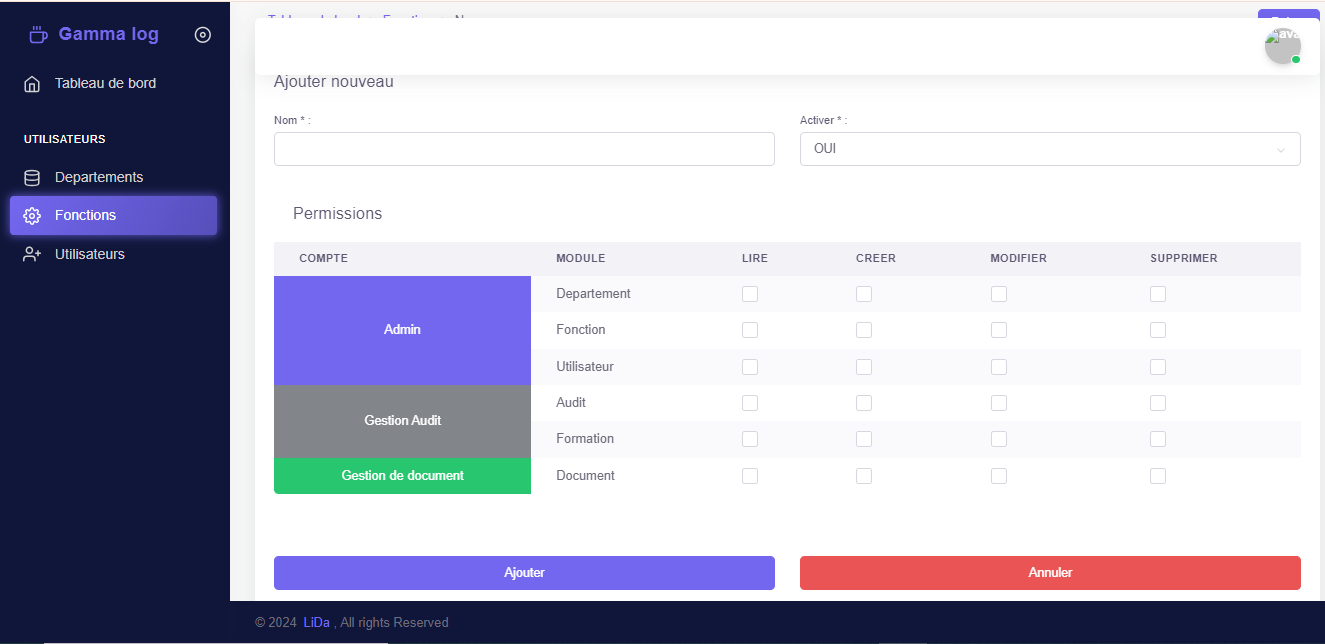 Gamma log
Tableau de bord
UTILISATEURS
Departements
Fonctions
Utilisateurs
Ajouter nouveau
Nom * :
Activer * :
OUI
Permissions
COMPTE MODULE LIRE CREER MODIFIER SUPPRIMER
Admin
Departement
Fonction
Utilisateur
Gestion Audit
Audit
Formation
Gestion de document
Document
Ajouter Annuler
© 2024 LiDa , All rights Reserved